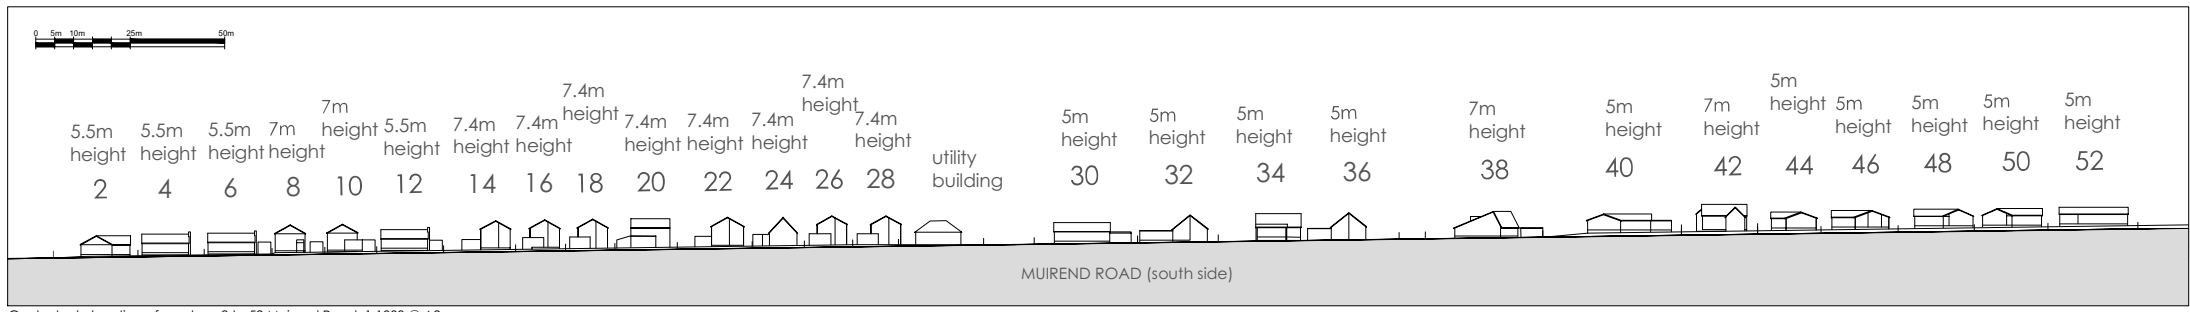 0 5m 10m 25m 50m
5.5m
height
2
5.5m
height
4
5.5m
height
6
7m
height
8
7m
height
10
5.5m
height
12
7.4m
height
14
7.4m
height
16
7.4m
height
18
7.4m
height
20
7.4m
height
22
7.4m
height
24
7.4m
height
26
7.4m
height
28
utility
building
5m
height
30
5m
height
32
5m
height
34
5m
height
36
7m
height
38
5m
height
40
7m
height
42
5m
height
44
5m
height
46
5m
height
48
5m
height
50
5m
height
52
MUIREND ROAD (south side)